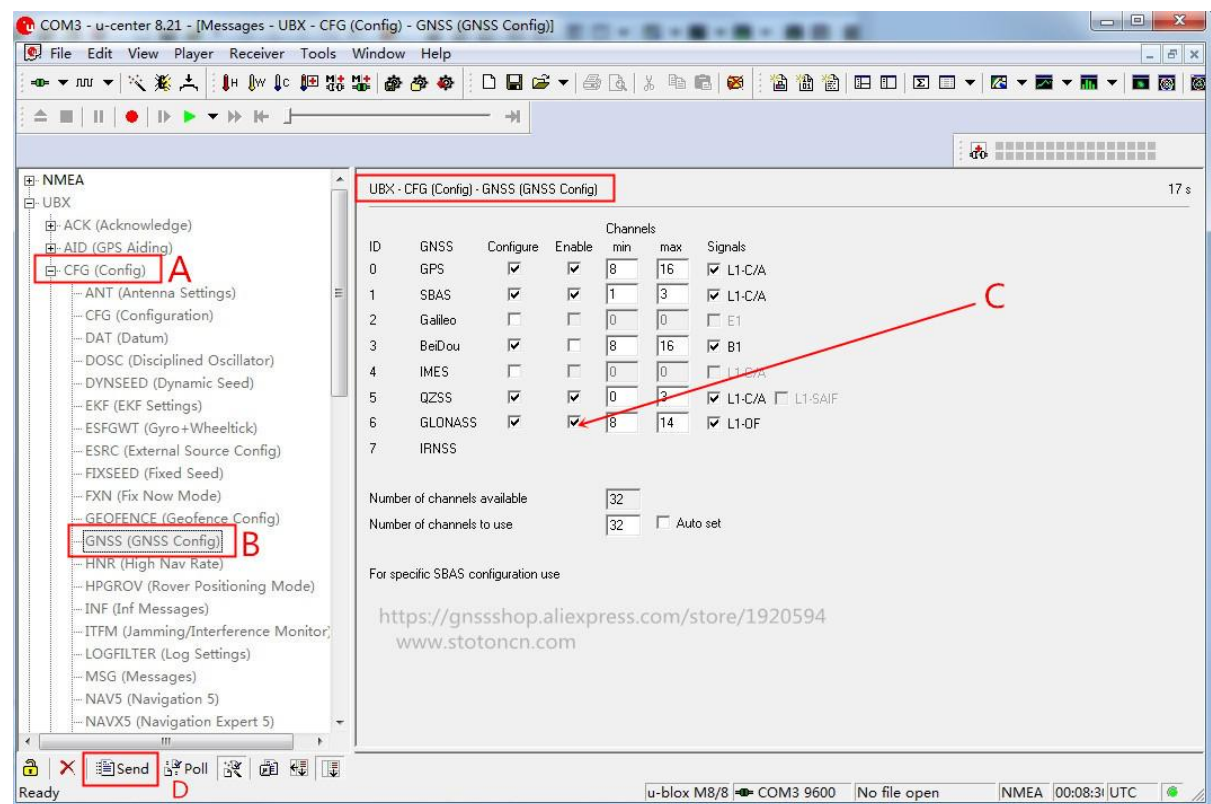 COM3 - u-center 8.21 - [Messages - UBX - CFG (Config) - GNSS (GNSS Config)]
File Edit View Player Receiver Tools Window Help
NMEA
UBX
ACK (Acknowledge)
AID (GPS Aiding)
CFG (Config) A
ANT (Antenna Settings)
CFG (Configuration)
DAT (Datum)
DOSC (Disciplined Oscillator)
DYNSEED (Dynamic Seed)
EKF (EKF Settings)
ESFGWT (Gyro+Wheeltick)
ESRC (External Source Config)
FIXSEED (Fixed Seed)
FXN (Fix Now Mode)
GEOFENCE (Geofence Config)
GNSS (GNSS Config) B
HNR (High Nav Rate)
HPGROV (Rover Positioning Mode)
INF (Inf Messages)
ITFM (Jamming/Interference Monitor)
LOGFILTER (Log Settings)
MSG (Messages)
NAV5 (Navigation 5)
NAVX5 (Navigation Expert 5)
UBX - CFG (Config) - GNSS (GNSS Config) 17 s
Channels
ID GNSS Configure Enable min max Signals
0 GPS 8 16 L1-C/A
1 SBAS 1 3 L1-C/A
C
2 Galileo 0 0 E1
3 BeiDou 8 16 B1
4 IMES 0 0 L1-C/A
5 QZSS 0 3 L1-C/A L1-SAIF
6 GLONASS 8 14 L1-OF
7 IRNSS
Number of channels available 32
Number of channels to use 32 Auto set
For specific SBAS configuration use
https://gnssshop.aliexpress.com/store/1920594
www.stotoncn.com
Send Poll
D
Ready u-blox M8/8 COM3 9600 No file open NMEA 00:08:3 UTC